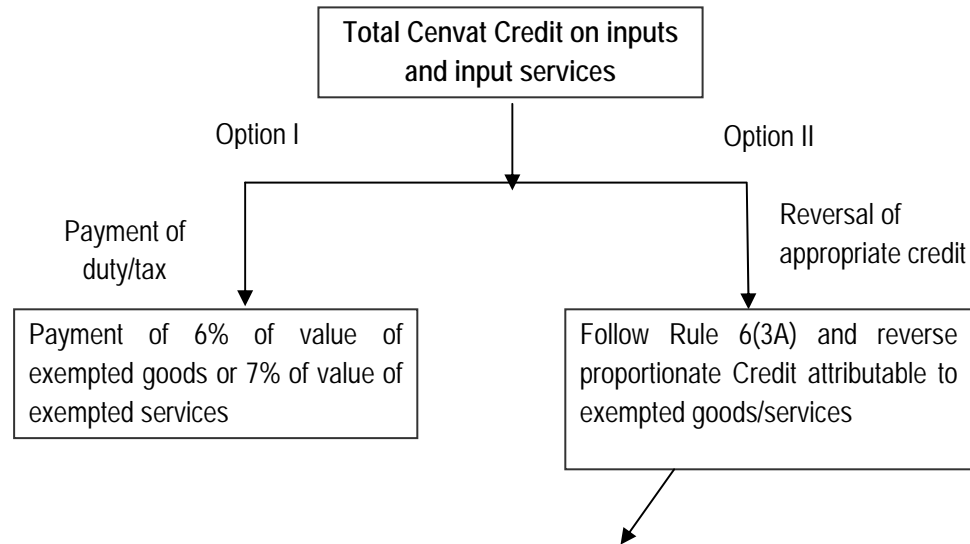 Total Cenvat Credit on inputs
and input services
Option I
Option II
Payment of
duty/tax
Reversal of
appropriate credit
Payment of 6% of value of
exempted goods or 7% of value of
exempted services
Follow Rule 6(3A) and reverse
proportionate Credit attributable to
exempted goods/services